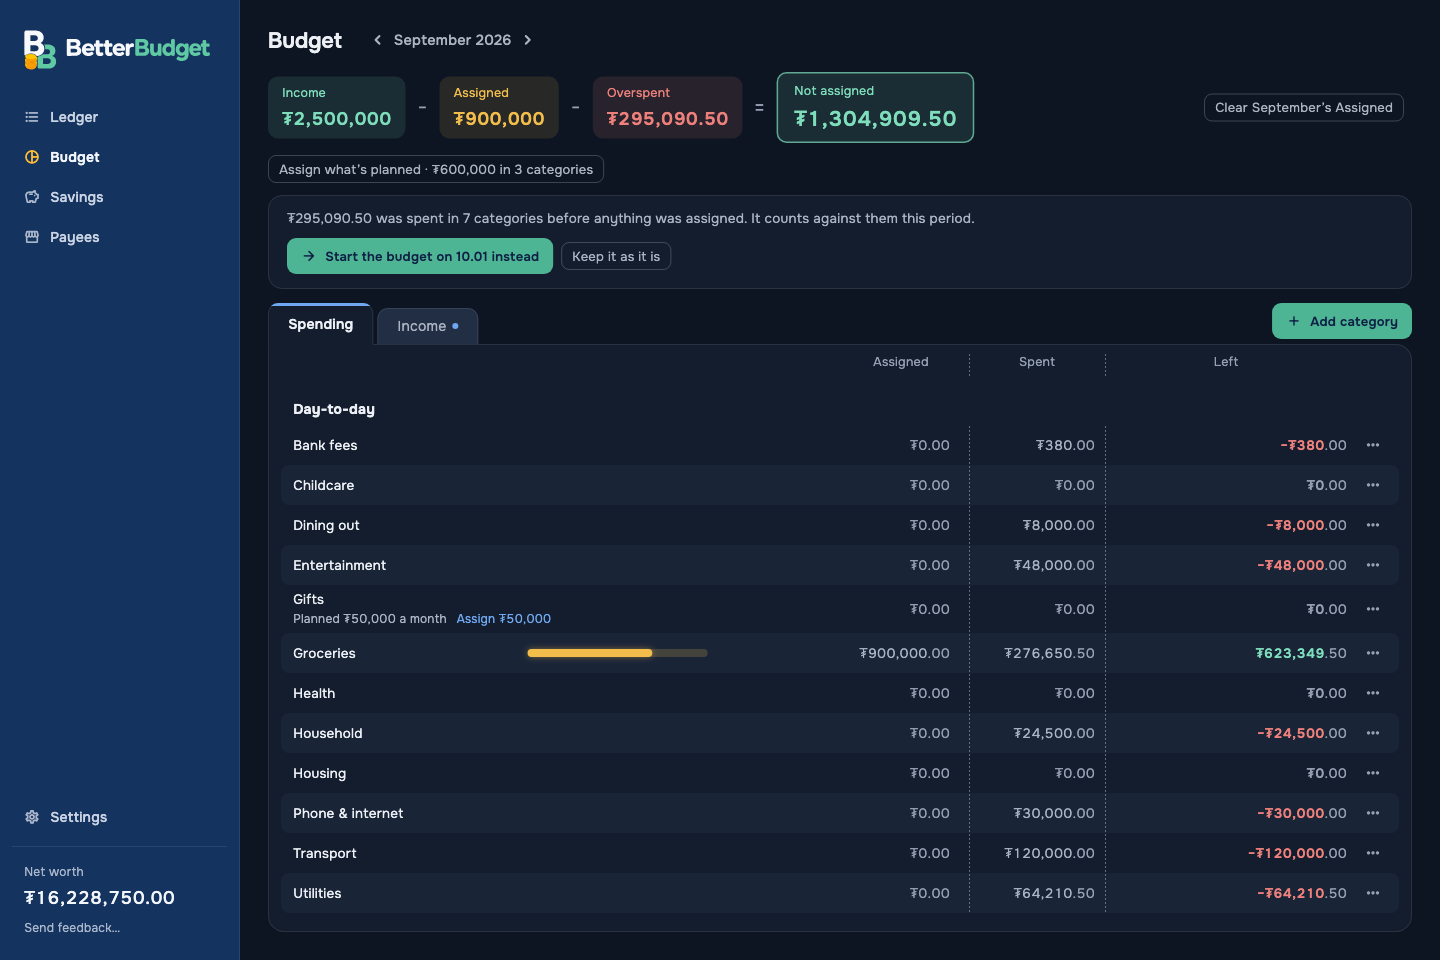 BB BetterBudget
Ledger
Budget
Savings
Payees
Settings
Net worth
₮16,228,750.00
Send feedback...
Budget < September 2026 >
Income
₮2,500,000
-
Assigned
₮900,000
-
Overspent
₮295,090.50
=
Not assigned
₮1,304,909.50
Clear September's Assigned
Assign what's planned · ₮600,000 in 3 categories
₮295,090.50 was spent in 7 categories before anything was assigned. It counts against them this period.
→ Start the budget on 10.01 instead
Keep it as it is
Spending
Income
+ Add category
Assigned Spent Left
Day-to-day
Bank fees ₮0.00 ₮380.00 -₮380.00 •••
Childcare ₮0.00 ₮0.00 ₮0.00 •••
Dining out ₮0.00 ₮8,000.00 -₮8,000.00 •••
Entertainment ₮0.00 ₮48,000.00 -₮48,000.00 •••
Gifts ₮0.00 ₮0.00 ₮0.00 •••
Planned ₮50,000 a month Assign ₮50,000
Groceries ₮900,000.00 ₮276,650.50 ₮623,349.50 •••
Health ₮0.00 ₮0.00 ₮0.00 •••
Household ₮0.00 ₮24,500.00 -₮24,500.00 •••
Housing ₮0.00 ₮0.00 ₮0.00 •••
Phone & internet ₮0.00 ₮30,000.00 -₮30,000.00 •••
Transport ₮0.00 ₮120,000.00 -₮120,000.00 •••
Utilities ₮0.00 ₮64,210.50 -₮64,210.50 •••